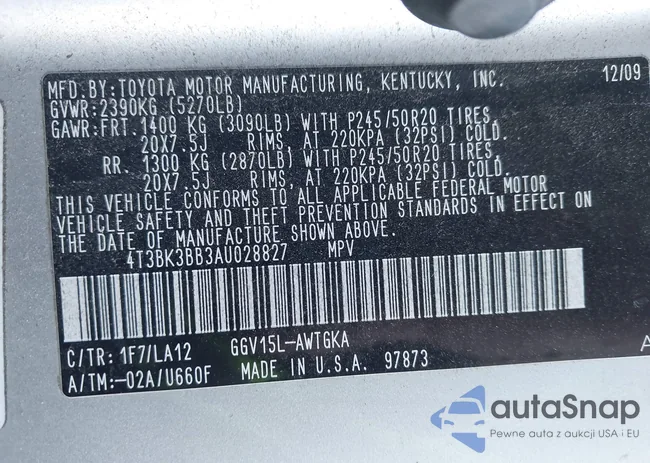 MFD.BY:TOYOTA MOTOR MANUFACTURING, KENTUCKY, INC. 12/09
GVWR:2390KG (5270LB)
GAWR:FRT.1400 KG (3090LB) WITH P245/50R20 TIRES,
20X7.5J RIMS, AT 220KPA (32PSI) COLD.
RR. 1300 KG (2870LB) WITH P245/50R20 TIRES,
20X7.5J RIMS, AT 220KPA (32PSI) COLD.
THIS VEHICLE CONFORMS TO ALL APPLICABLE FEDERAL MOTOR
VEHICLE SAFETY AND THEFT PREVENTION STANDARDS IN EFFECT ON
THE DATE OF MANUFACTURE SHOWN ABOVE.
4T3BK3BB3AU028827 MPV
C/TR: 1F7/LA12 GGV15L-AWTGKA
A/TM:-02A/U660F MADE IN U.S.A. 97873
A
autaSnap
Pewne auta z aukcji USA i EU